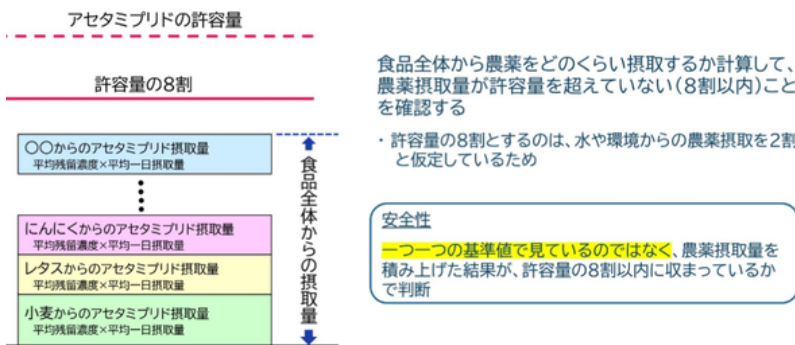 アセタミプリドの許容量
許容量の8割
〇〇からのアセタミプリド摂取量
平均残留濃度×平均一日摂取量
にんにくからのアセタミプリド摂取量
平均残留濃度×平均一日摂取量
レタスからのアセタミプリド摂取量
平均残留濃度×平均一日摂取量
小麦からのアセタミプリド摂取量
平均残留濃度×平均一日摂取量
食品全体からの摂取量
食品全体から農薬をどのくらい摂取するか計算して、
農薬摂取量が許容量を超えていない(8割以内)こと
を確認する
・許容量の8割とするのは、水や環境からの農薬摂取を2割
と仮定しているため
安全性
一つ一つの基準値で見ているのではなく、農薬摂取量を
積み上げた結果が、許容量の8割以内に収まっているか
で判断